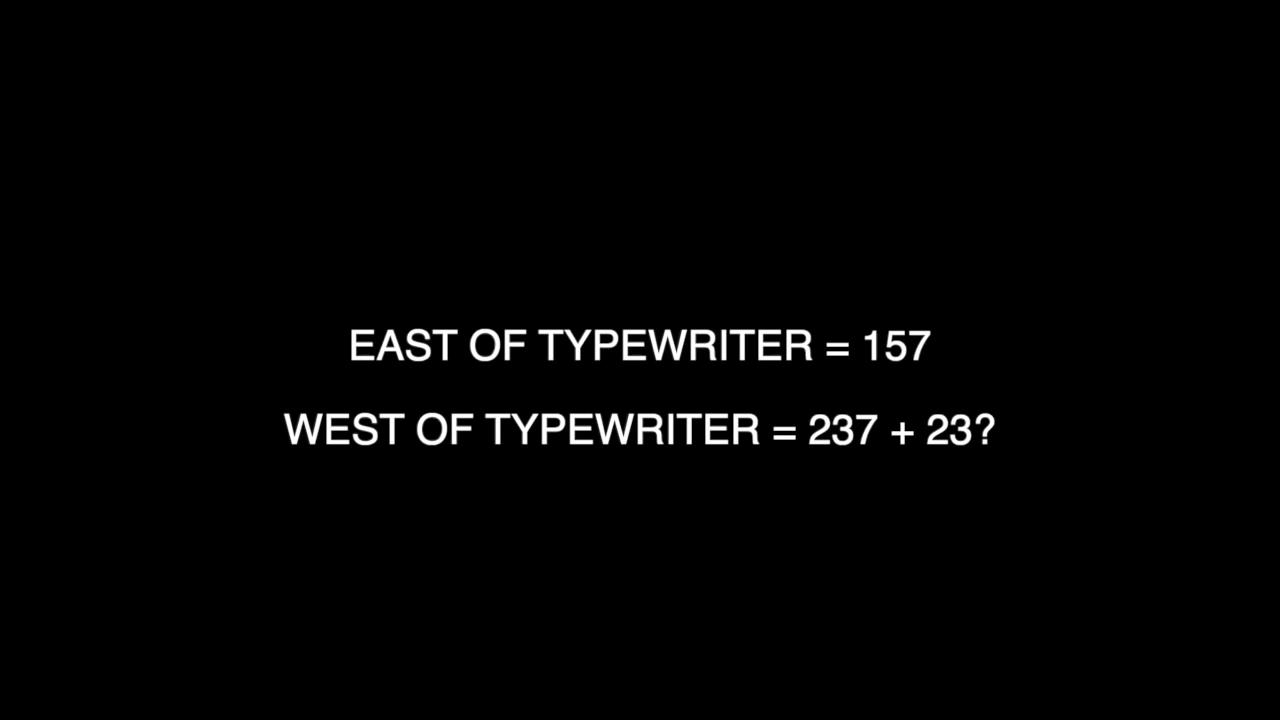 EAST OF TYPEWRITER = 157
WEST OF TYPEWRITER = 237 + 23?